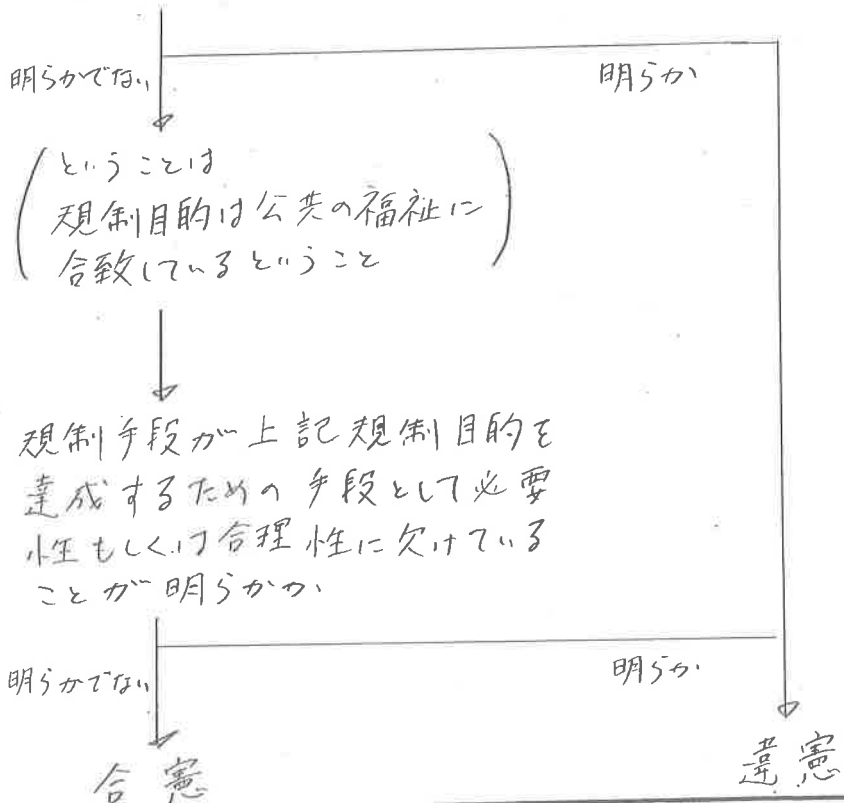 明らかでない
明らか
ということは
規制目的は公共の福祉に
合致しているということ
規制手段が上記規制目的を
達成するための手段として必要
性もしくは合理性に欠けている
ことが明らかか
明らかでない
明らか
合憲
違憲